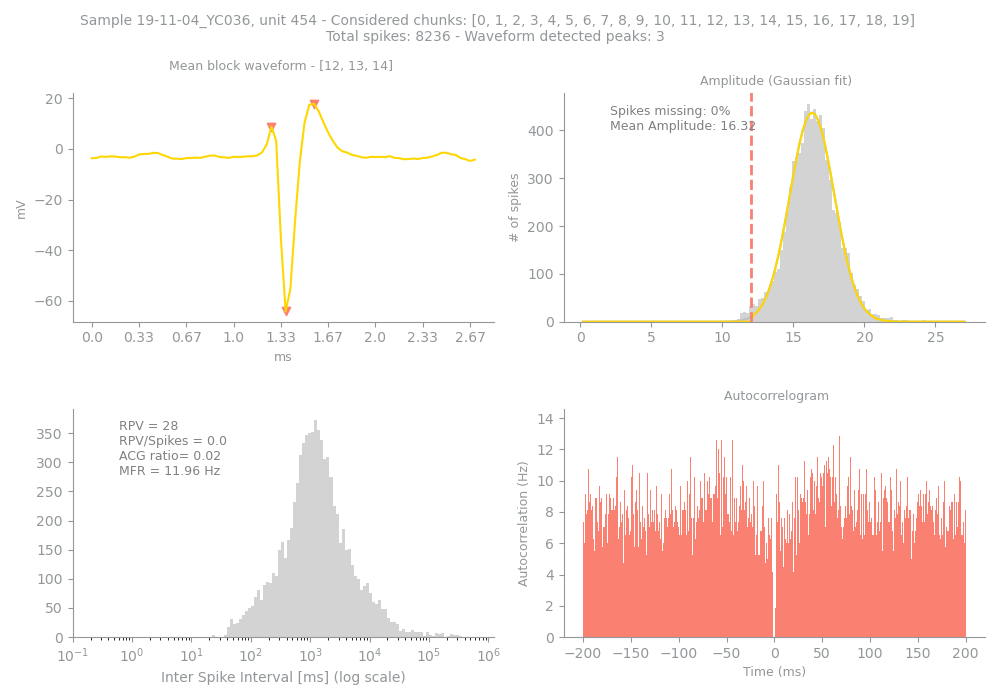 Sample 19-11-04_YC036, unit 454 - Considered chunks: [0, 1, 2, 3, 4, 5, 6, 7, 8, 9, 10, 11, 12, 13, 14, 15, 16, 17, 18, 19]
Total spikes: 8236 - Waveform detected peaks: 3
Mean block waveform - [12, 13, 14]
20
0
−20
−40
−60
mV
0.0 0.33 0.67 1.0 1.33 1.67 2.0 2.33 2.67
ms
Amplitude (Gaussian fit)
Spikes missing: 0%
Mean Amplitude: 16.32
400
300
200
100
0
# of spikes
0 5 10 15 20 25
RPV = 28
RPV/Spikes = 0.0
ACG ratio= 0.02
MFR = 11.96 Hz
350
300
250
200
150
100
50
0
10⁻¹ 10⁰ 10¹ 10² 10³ 10⁴ 10⁵ 10⁶
Inter Spike Interval [ms] (log scale)
Autocorrelogram
14
12
10
8
6
4
2
0
Autocorrelation (Hz)
−200 −150 −100 −50 0 50 100 150 200
Time (ms)